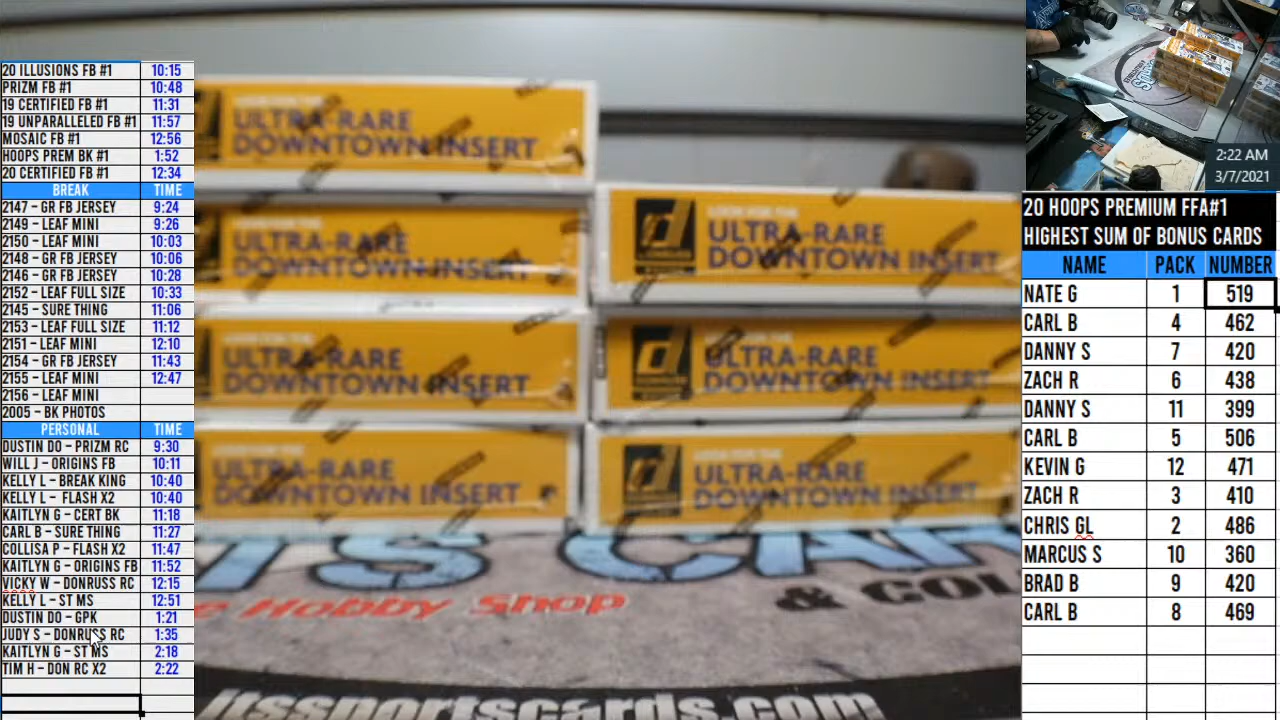 20 ILLUSIONS FB #1 10:15
PRIZM FB #1 10:48
19 CERTIFIED FB #1 11:31
19 UNPARALLELED FB #1 11:57
MOSAIC FB #1 12:56
HOOPS PREM BK #1 1:52
20 CERTIFIED FB #1 12:34
BREAK TIME
2147 - GR FB JERSEY 9:24
2149 - LEAF MINI 9:26
2150 - LEAF MINI 10:03
2148 - GR FB JERSEY 10:06
2146 - GR FB JERSEY 10:28
2152 - LEAF FULL SIZE 10:33
2145 - SURE THING 11:06
2153 - LEAF FULL SIZE 11:12
2151 - LEAF MINI 12:10
2154 - GR FB JERSEY 11:43
2155 - LEAF MINI 12:47
2156 - LEAF MINI
2005 - BK PHOTOS
PERSONAL TIME
DUSTIN DO - PRIZM RC 9:30
WILL J - ORIGINS FB 10:11
KELLY L - BREAK KING 10:40
KELLY L - FLASH X2 10:40
KAITLYN G - CERT BK 11:18
CARL B - SURE THING 11:27
COLLISA P - FLASH X2 11:47
KAITLYN G - ORIGINS FB 11:52
VICKY W - DONRUSS RC 12:15
KELLY L - ST MS 12:51
DUSTIN DO - GPK 1:21
JUDY S - DONRUSS RC 1:35
KAITLYN G - ST MS 2:18
TIM H - DON RC X2 2:22
ULTRA-RARE
DOWNTOWN INSERT
ULTRA-RARE
DOWNTOWN INSERT
ULTRA-RARE
DOWNTOWN INSERT
ULTRA-RARE
DOWNTOWN INSERT
d
ULTRA-RARE
DOWNTOWN INSERT
d
ULTRA-RARE
DOWNTOWN INSERT
d
ULTRA-RARE
DOWNTOWN INSERT
TS CAR
e Hobby Shop
& COL
itssportscards.com
2:22 AM
3/7/2021
20 HOOPS PREMIUM FFA#1
HIGHEST SUM OF BONUS CARDS
NAME PACK NUMBER
NATE G 1 519
CARL B 4 462
DANNY S 7 420
ZACH R 6 438
DANNY S 11 399
CARL B 5 506
KEVIN G 12 471
ZACH R 3 410
CHRIS GL 2 486
MARCUS S 10 360
BRAD B 9 420
CARL B 8 469